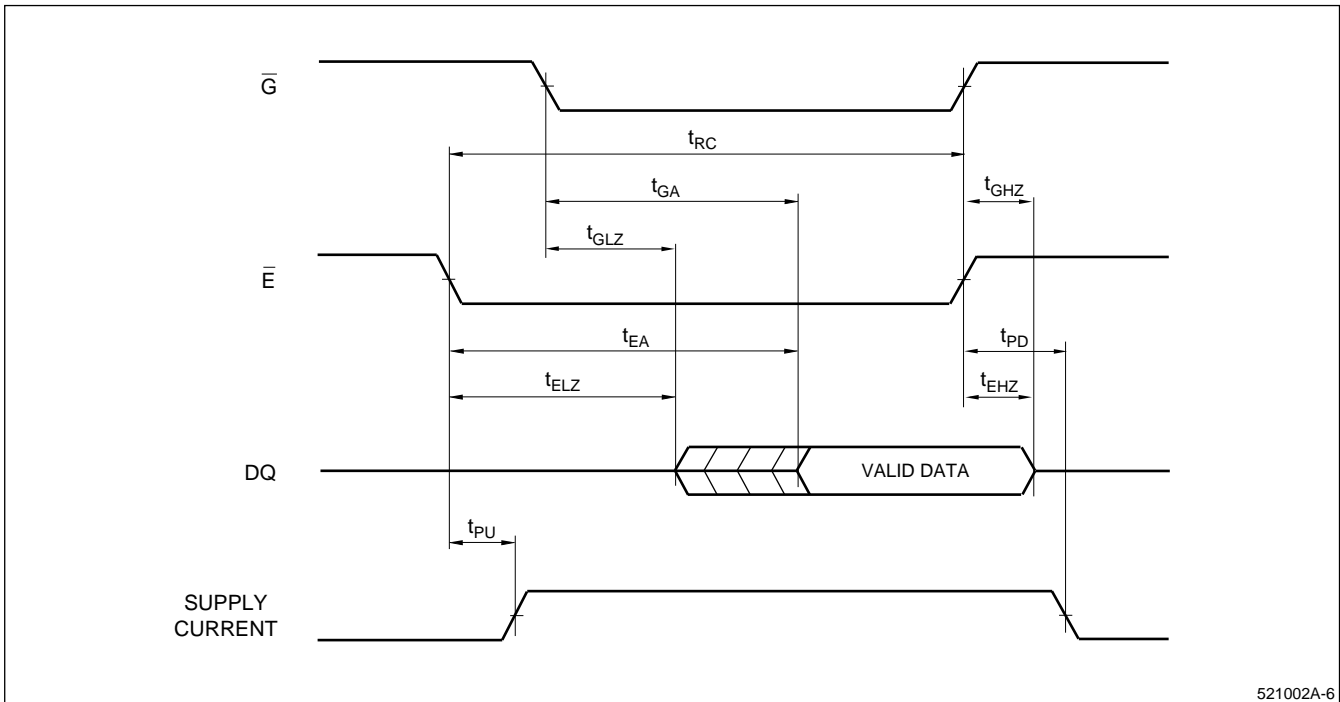 G̅
tRC
tGA
tGHZ
tGLZ
E̅
tEA
tPD
tELZ
tEHZ
DQ
VALID DATA
tPU
SUPPLY
CURRENT
521002A-6